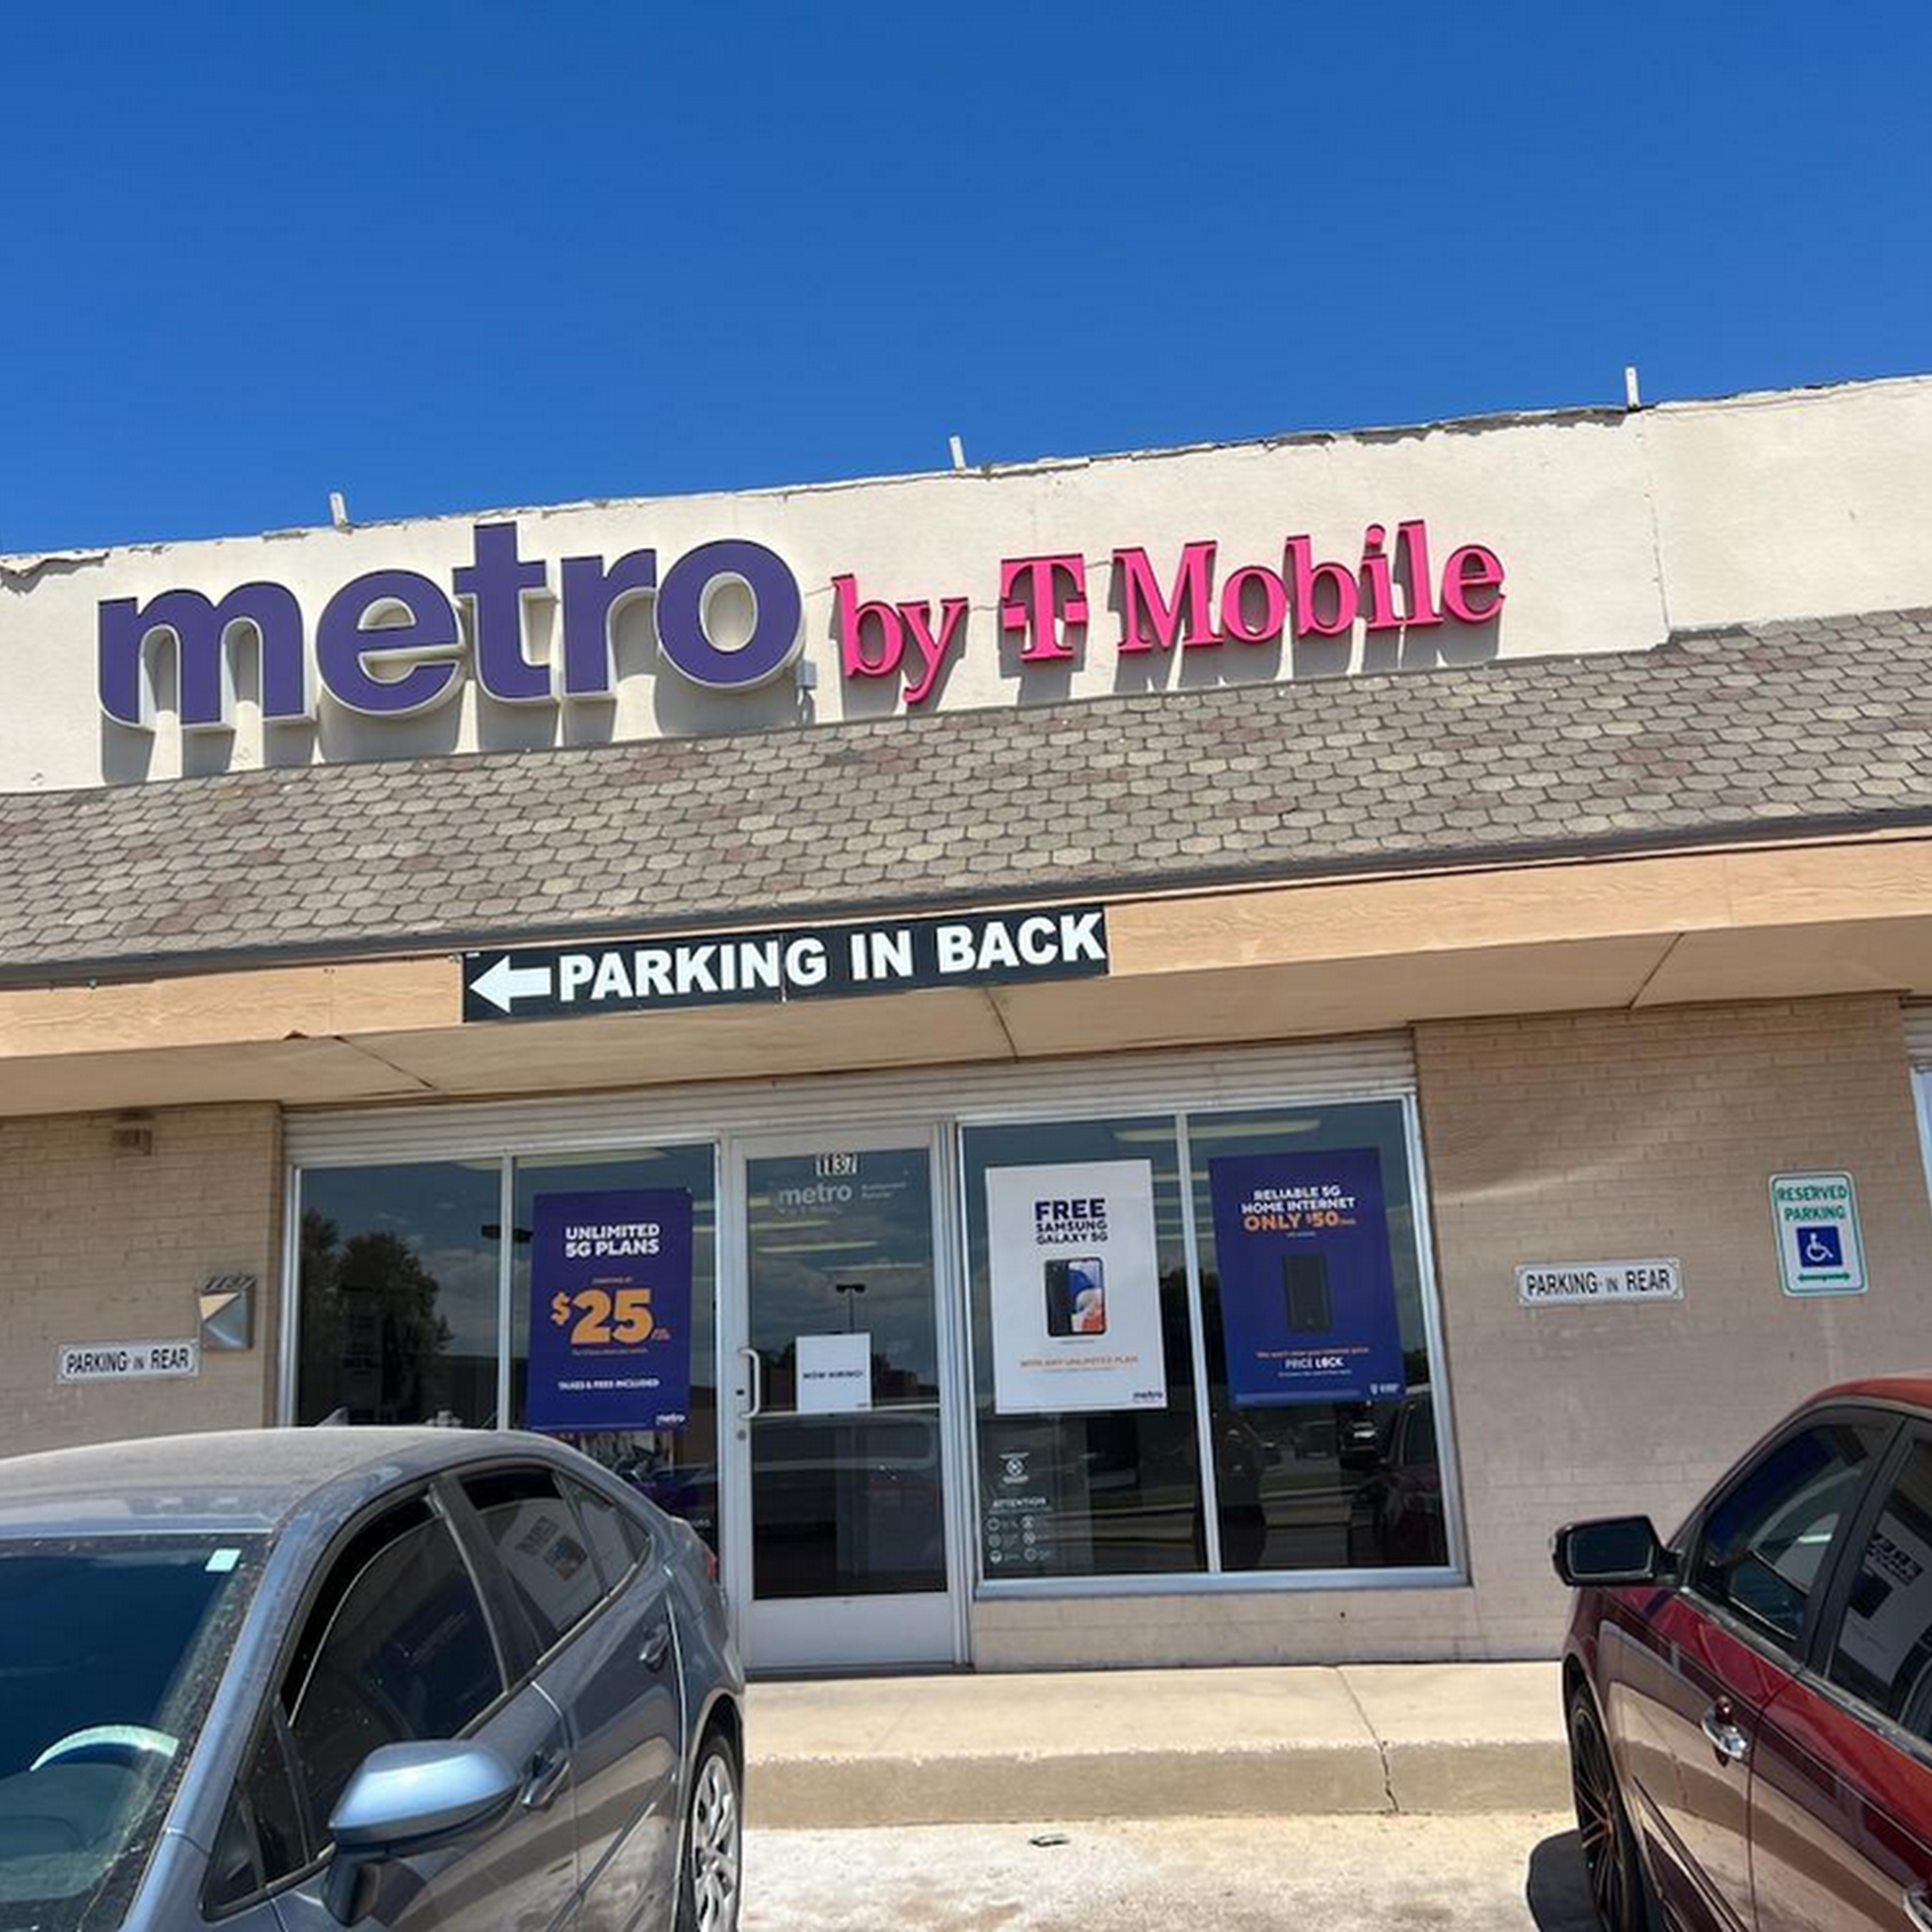 metro by T Mobile
PARKING IN BACK
1137
metro
UNLIMITED
5G PLANS
$25
TAXES & FEES INCLUDED
metro
NOW HIRING!
FREE
SAMSUNG
GALAXY 5G
WITH ANY UNLIMITED PLAN
metro
RELIABLE 5G
HOME INTERNET
ONLY $50
PRICE LOCK
ATTENTION
1137
PARKING IN REAR
PARKING IN REAR
RESERVED
PARKING